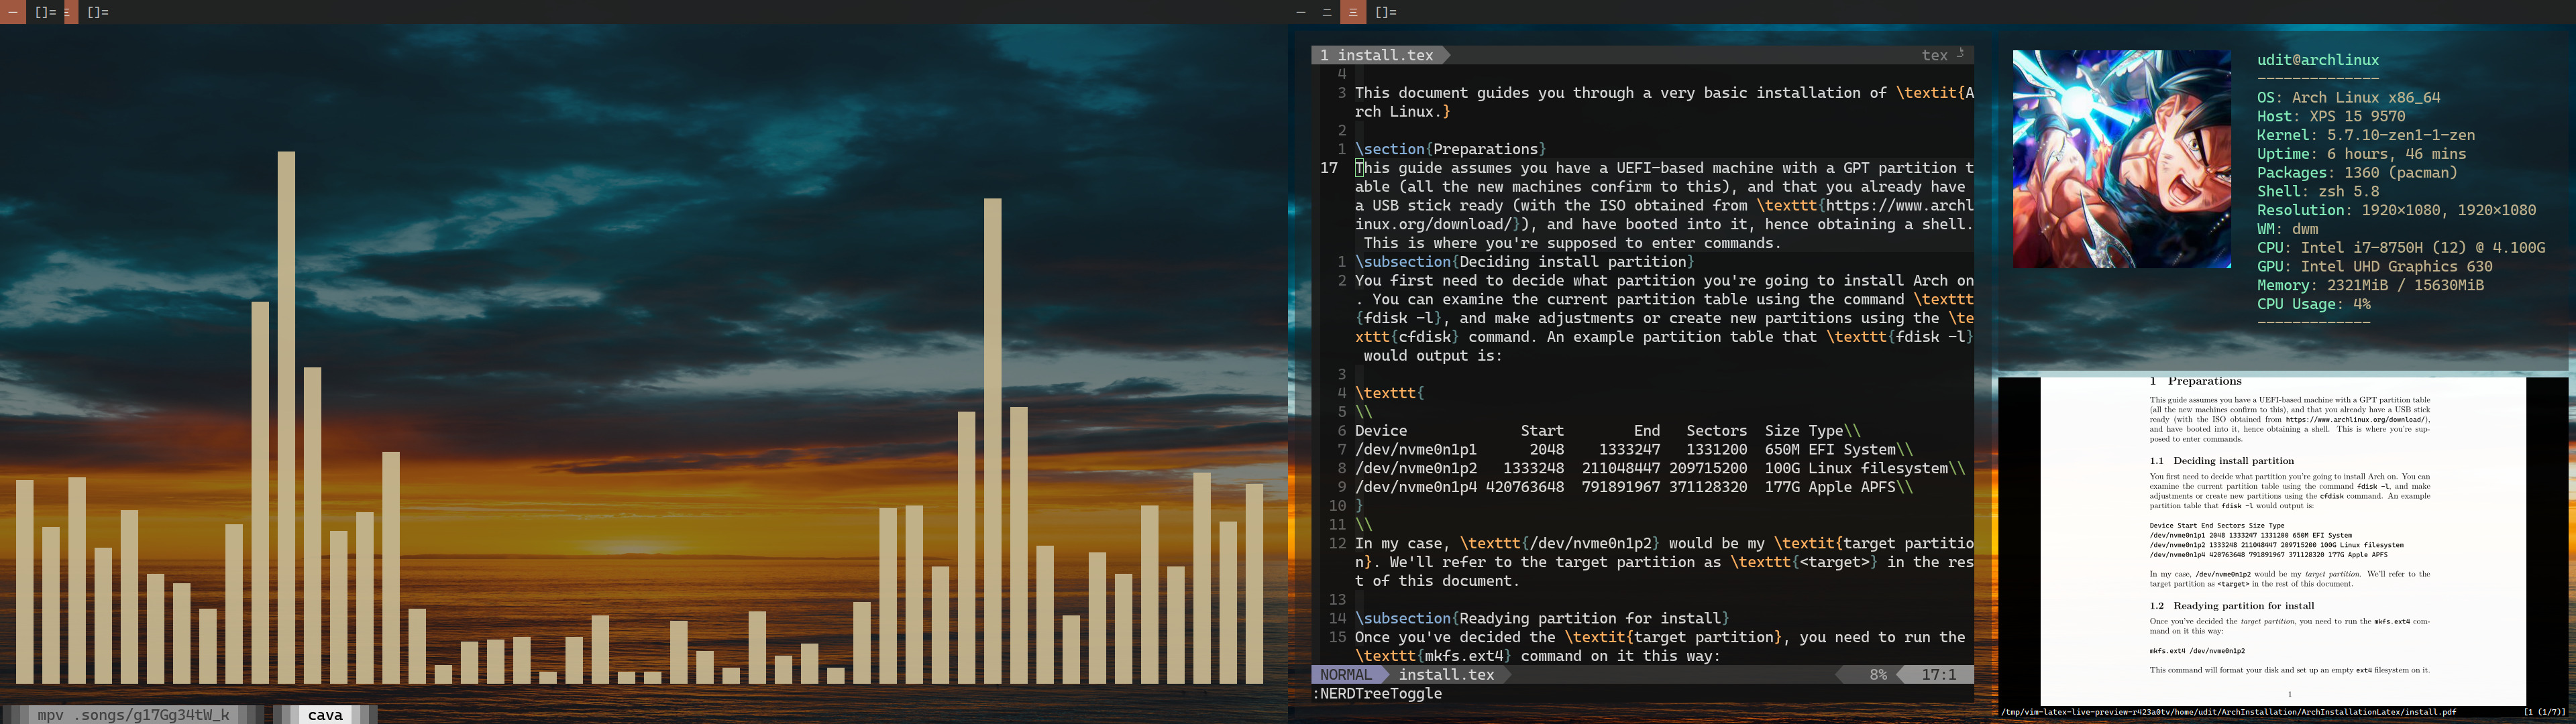 一 []= 三 []=
mpv .songs/g17Gg34tW_k cava
一 二 三 []=
1 install.tex tex
4
3 This document guides you through a very basic installation of \textit{A
rch Linux.}
2
1 \section{Preparations}
17 This guide assumes you have a UEFI-based machine with a GPT partition t
able (all the new machines confirm to this), and that you already have
a USB stick ready (with the ISO obtained from \texttt{https://www.archl
inux.org/download/}), and have booted into it, hence obtaining a shell.
This is where you're supposed to enter commands.
1 \subsection{Deciding install partition}
2 You first need to decide what partition you're going to install Arch on
. You can examine the current partition table using the command \texttt
{fdisk -l}, and make adjustments or create new partitions using the \te
xttt{cfdisk} command. An example partition table that \texttt{fdisk -l}
would output is:
3
4 \texttt{
5 \\
6 Device Start End Sectors Size Type\\
7 /dev/nvme0n1p1 2048 1333247 1331200 650M EFI System\\
8 /dev/nvme0n1p2 1333248 211048447 209715200 100G Linux filesystem\\
9 /dev/nvme0n1p4 420763648 791891967 371128320 177G Apple APFS\\
10 }
11 \\
12 In my case, \texttt{/dev/nvme0n1p2} would be my \textit{target partitio
n}. We'll refer to the target partition as \texttt{<target>} in the res
t of this document.
13
14 \subsection{Readying partition for install}
15 Once you've decided the \textit{target partition}, you need to run the
\texttt{mkfs.ext4} command on it this way:
NORMAL install.tex 8% 17:1
:NERDTreeToggle
udit@archlinux
--------------
OS: Arch Linux x86_64
Host: XPS 15 9570
Kernel: 5.7.10-zen1-1-zen
Uptime: 6 hours, 46 mins
Packages: 1360 (pacman)
Shell: zsh 5.8
Resolution: 1920×1080, 1920×1080
WM: dwm
CPU: Intel i7-8750H (12) @ 4.100G
GPU: Intel UHD Graphics 630
Memory: 2321MiB / 15630MiB
CPU Usage: 4%
-------------
1 Preparations
This guide assumes you have a UEFI-based machine with a GPT partition table
(all the new machines confirm to this), and that you already have a USB stick
ready (with the ISO obtained from https://www.archlinux.org/download/),
and have booted into it, hence obtaining a shell. This is where you're sup-
posed to enter commands.
1.1 Deciding install partition
You first need to decide what partition you're going to install Arch on. You can
examine the current partition table using the command fdisk -l, and make
adjustments or create new partitions using the cfdisk command. An example
partition table that fdisk -l would output is:
Device Start End Sectors Size Type
/dev/nvme0n1p1 2048 1333247 1331200 650M EFI System
/dev/nvme0n1p2 1333248 211048447 209715200 100G Linux filesystem
/dev/nvme0n1p4 420763648 791891967 371128320 177G Apple APFS
In my case, /dev/nvme0n1p2 would be my target partition. We'll refer to the
target partition as <target> in the rest of this document.
1.2 Readying partition for install
Once you've decided the target partition, you need to run the mkfs.ext4 com-
mand on it this way:
mkfs.ext4 /dev/nvme0n1p2
This command will format your disk and set up an empty ext4 filesystem on it.
1
/tmp/vim-latex-live-preview-r423a0tv/home/udit/ArchInstallation/ArchInstallationLatex/install.pdf [1 (1/7)]